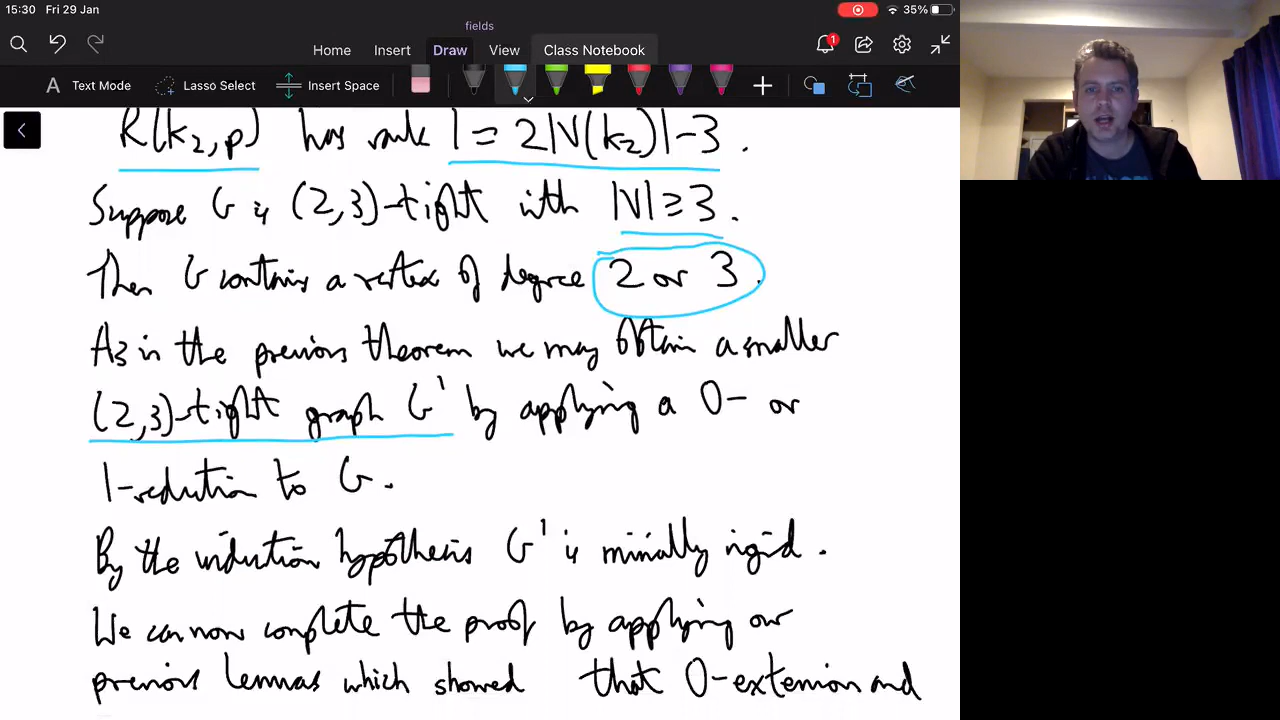 15:30 Fri 29 Jan
35%
fields
Home Insert Draw View Class Notebook
1
Text Mode Lasso Select Insert Space
R(K₂,p) has rank 1 = 2|V(K₂)|-3.
Suppose G is (2,3)-tight with |V| ≥ 3.
Then G contains a vertex of degree 2 or 3.
As in the previous theorem we may obtain a smaller
(2,3)-tight graph G' by applying a 0- or
1-reduction to G.
By the induction hypothesis G' is minimally rigid.
We can now complete the proof by applying our
previous lemmas which showed that 0-extension and